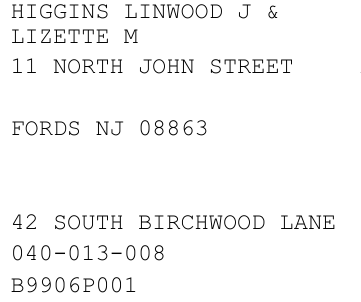 HIGGINS LINWOOD J &
LIZETTE M
11 NORTH JOHN STREET
FORDS NJ 08863
42 SOUTH BIRCHWOOD LANE
040-013-008
B9906P001